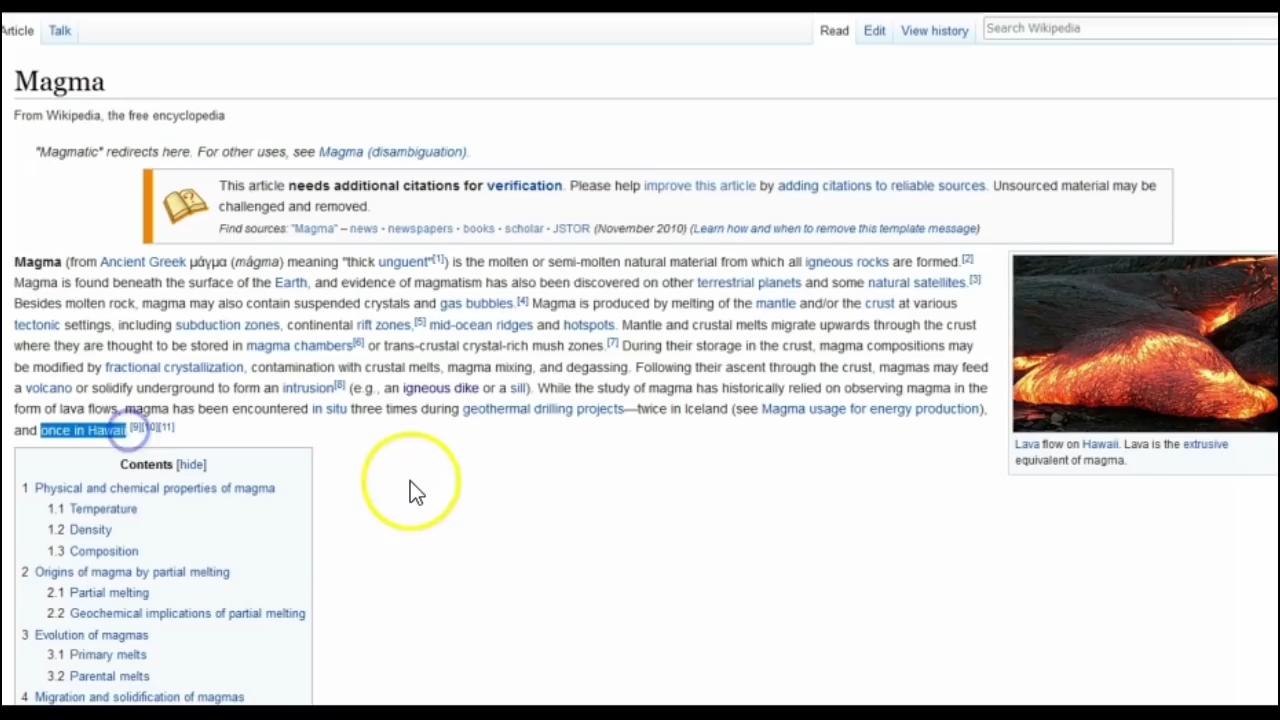 Article Talk Read Edit View history Search Wikipedia
Magma
From Wikipedia, the free encyclopedia
"Magmatic" redirects here. For other uses, see Magma (disambiguation).
This article needs additional citations for verification. Please help improve this article by adding citations to reliable sources. Unsourced material may be
challenged and removed.
Find sources: "Magma" – news · newspapers · books · scholar · JSTOR (November 2010) (Learn how and when to remove this template message)
Magma (from Ancient Greek μάγμα (mágma) meaning "thick unguent"[1]) is the molten or semi-molten natural material from which all igneous rocks are formed.[2]
Magma is found beneath the surface of the Earth, and evidence of magmatism has also been discovered on other terrestrial planets and some natural satellites.[3]
Besides molten rock, magma may also contain suspended crystals and gas bubbles.[4] Magma is produced by melting of the mantle and/or the crust at various
tectonic settings, including subduction zones, continental rift zones,[5] mid-ocean ridges and hotspots. Mantle and crustal melts migrate upwards through the crust
where they are thought to be stored in magma chambers[6] or trans-crustal crystal-rich mush zones.[7] During their storage in the crust, magma compositions may
be modified by fractional crystallization, contamination with crustal melts, magma mixing, and degassing. Following their ascent through the crust, magmas may feed
a volcano or solidify underground to form an intrusion[8] (e.g., an igneous dike or a sill). While the study of magma has historically relied on observing magma in the
form of lava flows, magma has been encountered in situ three times during geothermal drilling projects—twice in Iceland (see Magma usage for energy production),
and once in Hawaii.[9][10][11]
Lava flow on Hawaii. Lava is the extrusive
equivalent of magma.
Contents [hide]
1 Physical and chemical properties of magma
1.1 Temperature
1.2 Density
1.3 Composition
2 Origins of magma by partial melting
2.1 Partial melting
2.2 Geochemical implications of partial melting
3 Evolution of magmas
3.1 Primary melts
3.2 Parental melts
4 Migration and solidification of magmas